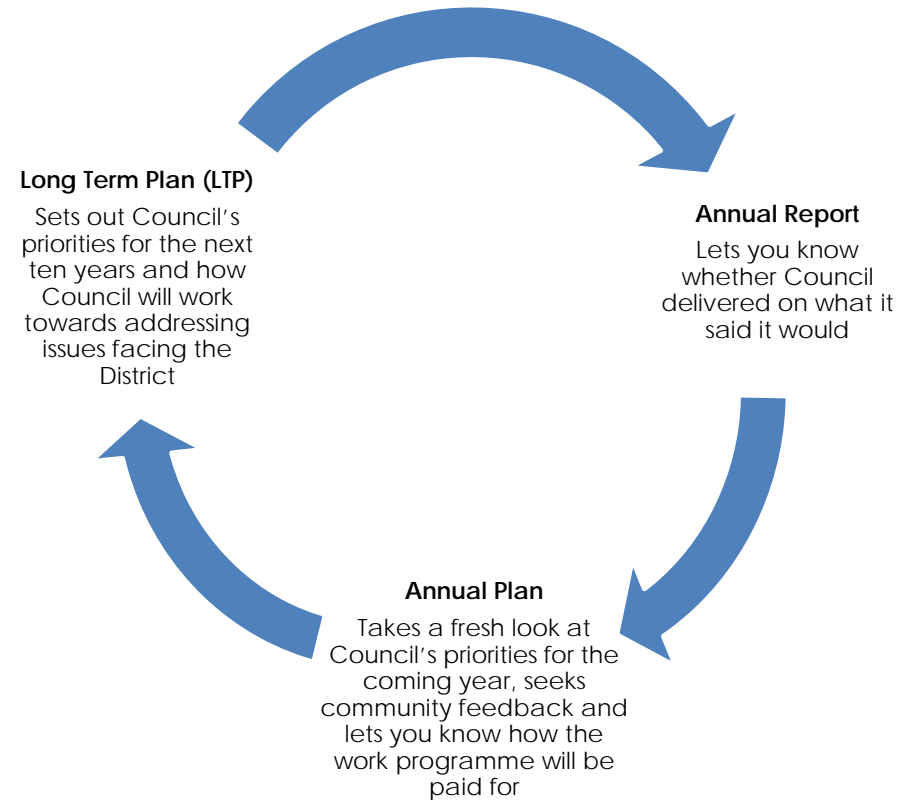 Long Term Plan (LTP)
Sets out Council's
priorities for the next
ten years and how
Council will work
towards addressing
issues facing the
District
Annual Report
Lets you know
whether Council
delivered on what it
said it would
Annual Plan
Takes a fresh look at
Council's priorities for the
coming year, seeks
community feedback and
lets you know how the
work programme will be
paid for